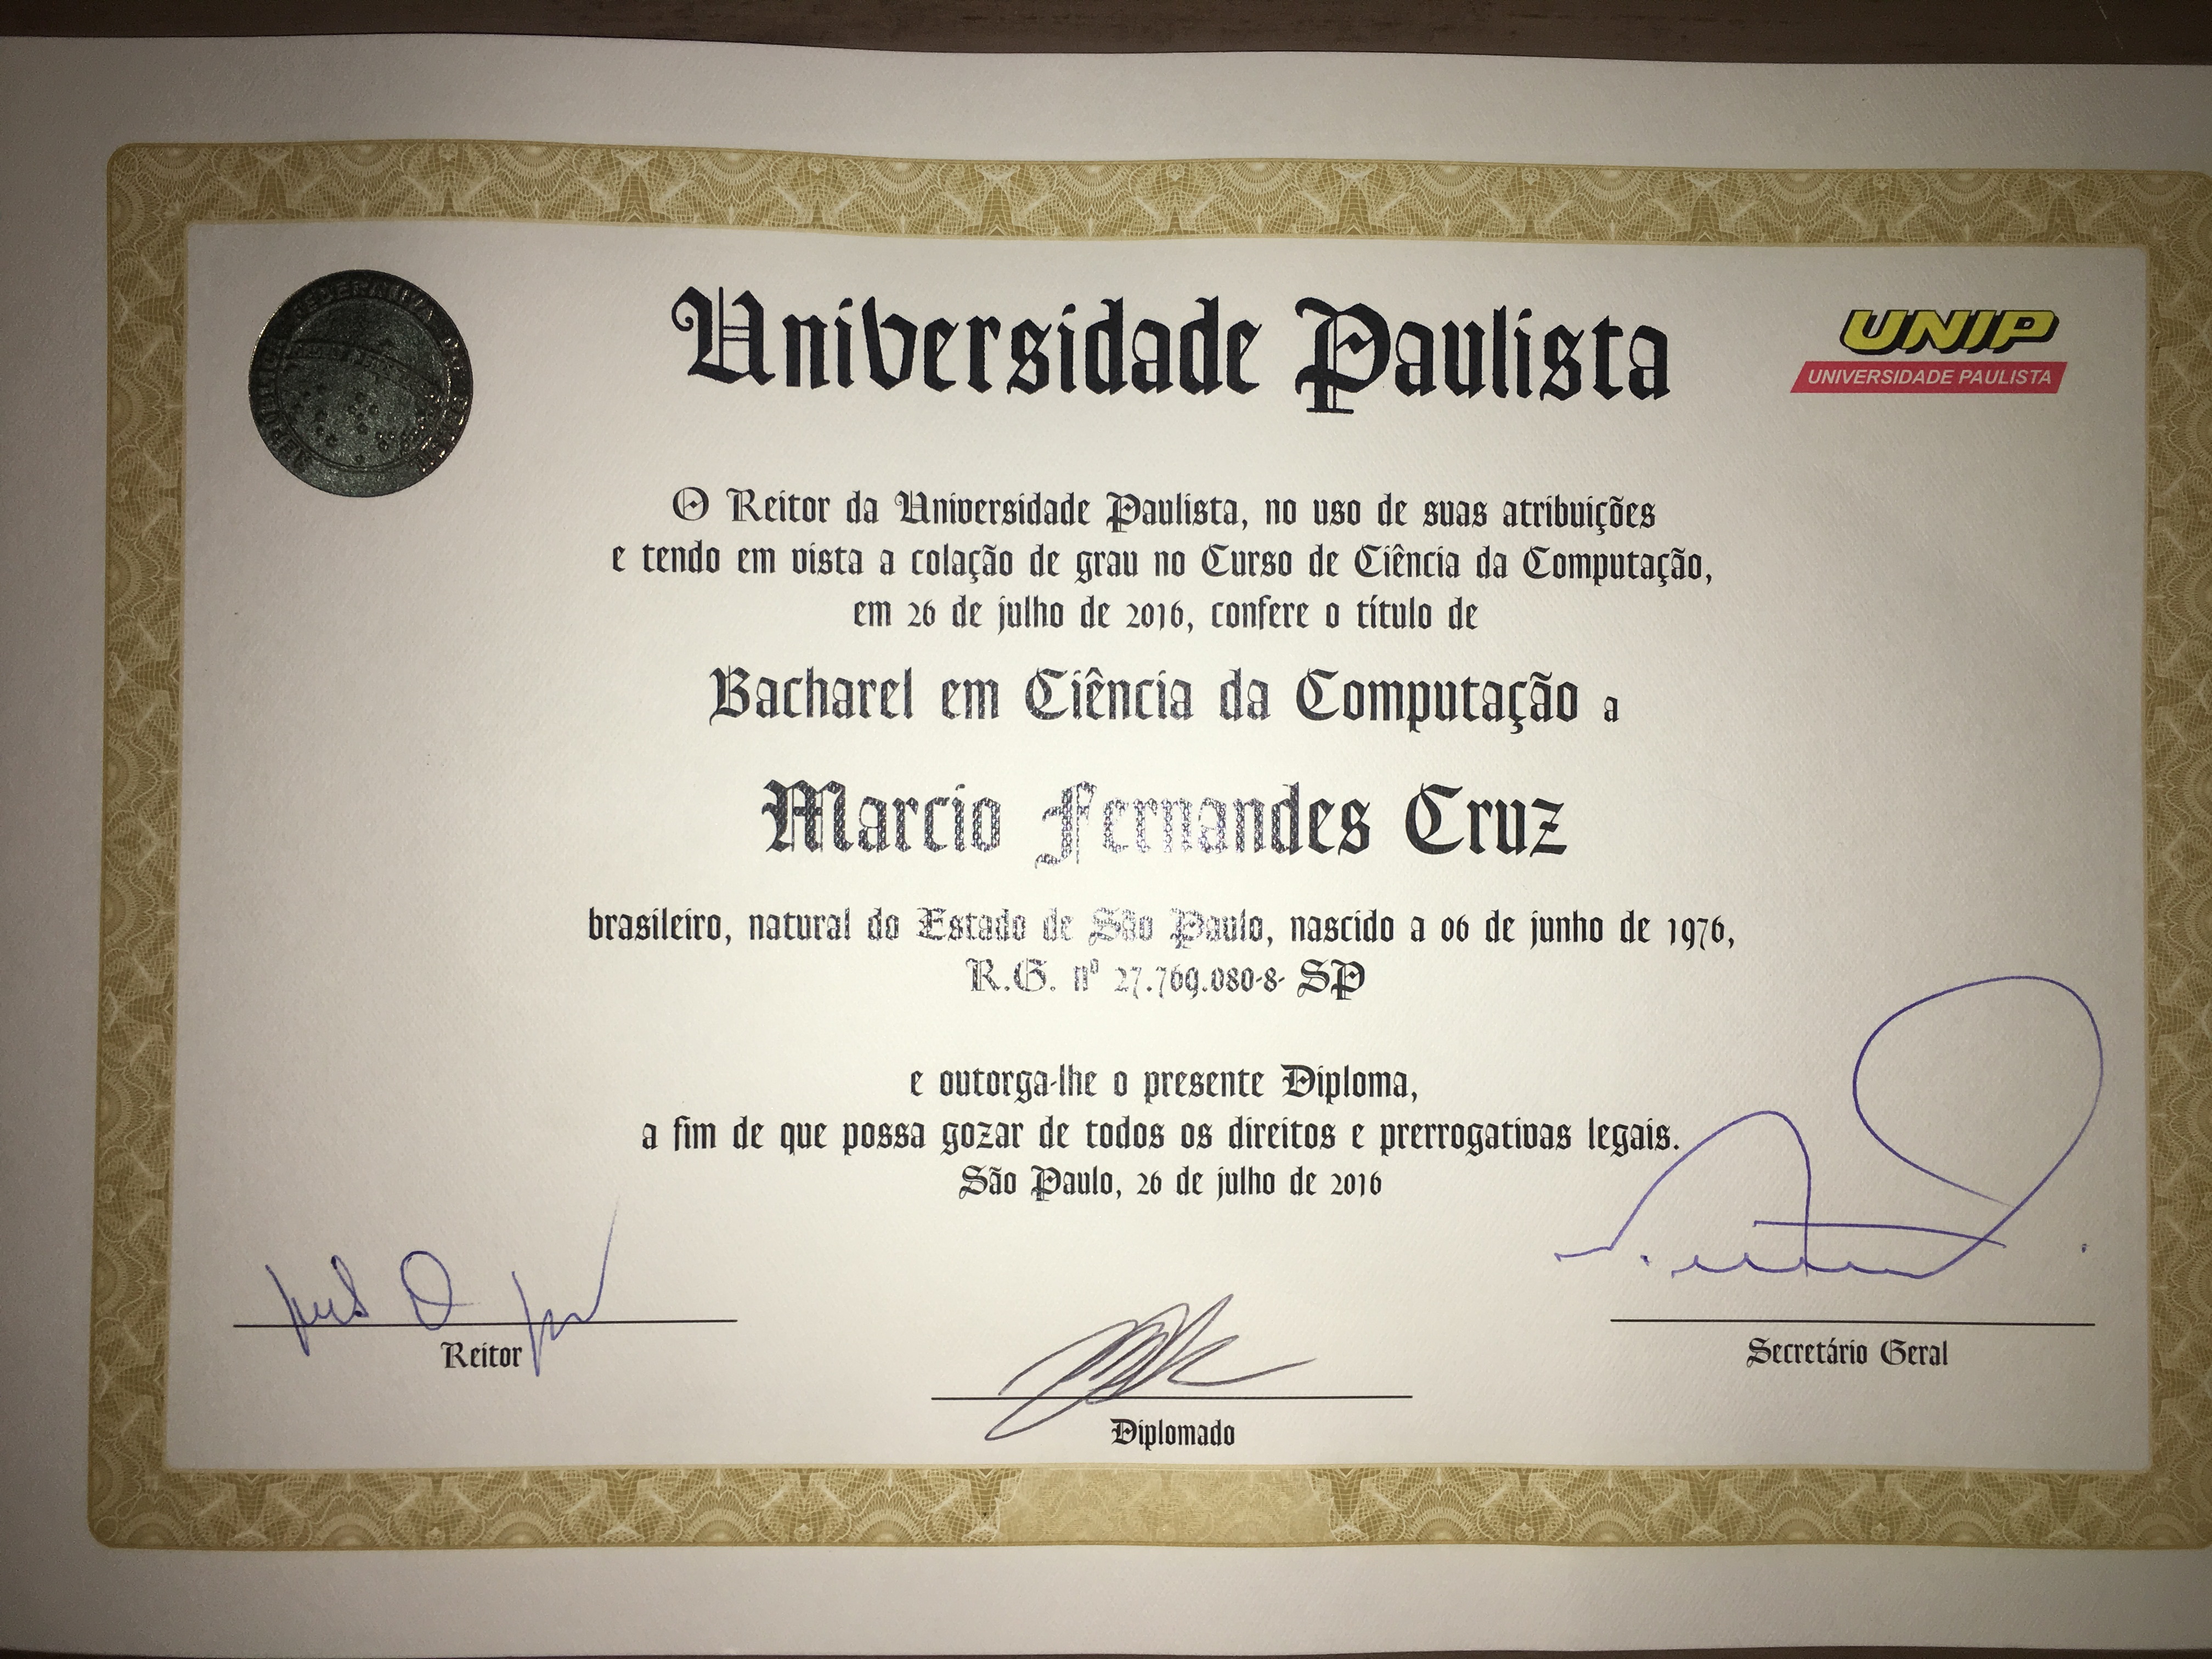 Universidade Paulista
UNIP
UNIVERSIDADE PAULISTA
REPÚBLICA FEDERATIVA DO BRASIL
O Reitor da Universidade Paulista, no uso de suas atribuições
e tendo em vista a colação de grau no Curso de Ciência da Computação,
em 26 de julho de 2016, confere o título de
Bacharel em Ciência da Computação a
Marcio Fernandes Cruz
brasileiro, natural do Estado de São Paulo, nascido a 06 de junho de 1976,
R.G. nº 27.769.080-8- SP
e outorga-lhe o presente Diploma,
a fim de que possa gozar de todos os direitos e prerrogativas legais.
São Paulo, 26 de julho de 2016
Reitor
Diplomado
Secretário Geral